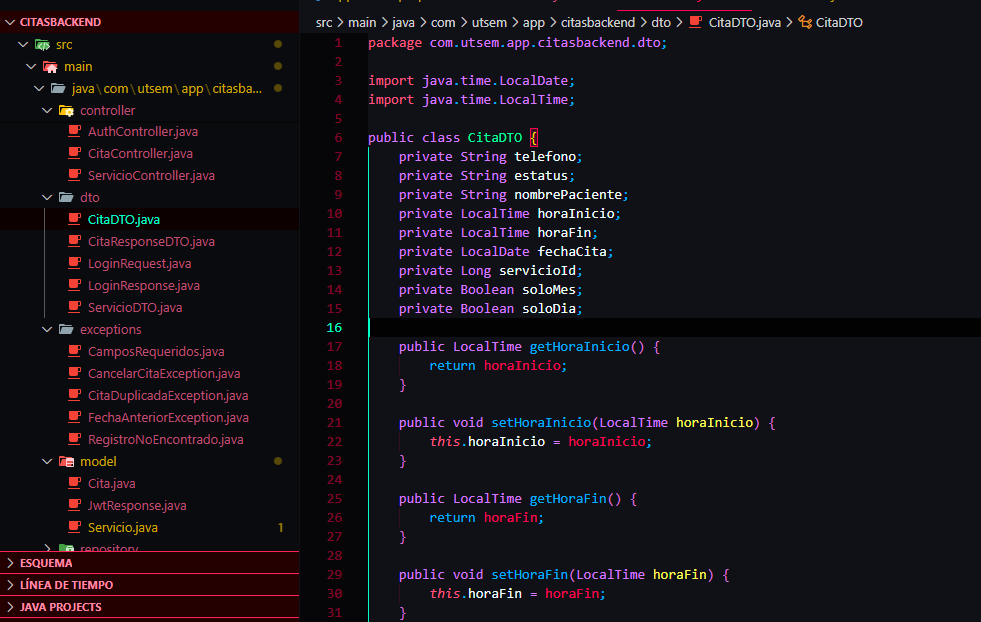 CITASBACKEND
src
main
java\com\utsem\app\citasba...
controller
AuthController.java
CitaController.java
ServicioController.java
dto
CitaDTO.java
CitaResponseDTO.java
LoginRequest.java
LoginResponse.java
ServicioDTO.java
exceptions
CamposRequeridos.java
CancelarCitaException.java
CitaDuplicadaException.java
FechaAnteriorException.java
RegistroNoEncontrado.java
model
Cita.java
JwtResponse.java
Servicio.java 1
repository
ESQUEMA
LÍNEA DE TIEMPO
JAVA PROJECTS
src > main > java > com > utsem > app > citasbackend > dto > CitaDTO.java > CitaDTO
1 package com.utsem.app.citasbackend.dto;
2
3 import java.time.LocalDate;
4 import java.time.LocalTime;
5
6 public class CitaDTO {
7 private String telefono;
8 private String estatus;
9 private String nombrePaciente;
10 private LocalTime horaInicio;
11 private LocalTime horaFin;
12 private LocalDate fechaCita;
13 private Long servicioId;
14 private Boolean soloMes;
15 private Boolean soloDia;
16
17 public LocalTime getHoraInicio() {
18 return horaInicio;
19 }
20
21 public void setHoraInicio(LocalTime horaInicio) {
22 this.horaInicio = horaInicio;
23 }
24
25 public LocalTime getHoraFin() {
26 return horaFin;
27 }
28
29 public void setHoraFin(LocalTime horaFin) {
30 this.horaFin = horaFin;
31 }